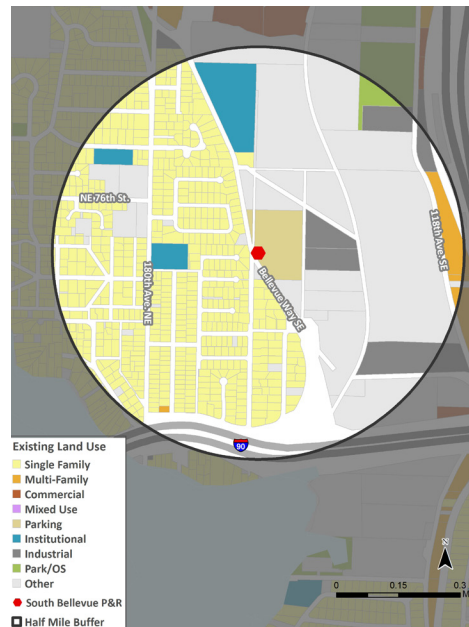 NE 76th St.
180th Ave. NE
Bellevue Way SE
118th Ave. SE
90
Existing Land Use
Single Family
Multi-Family
Commercial
Mixed Use
Parking
Institutional
Industrial
Park/OS
Other
South Bellevue P&R
Half Mile Buffer
N
0 0.15 0.3
M